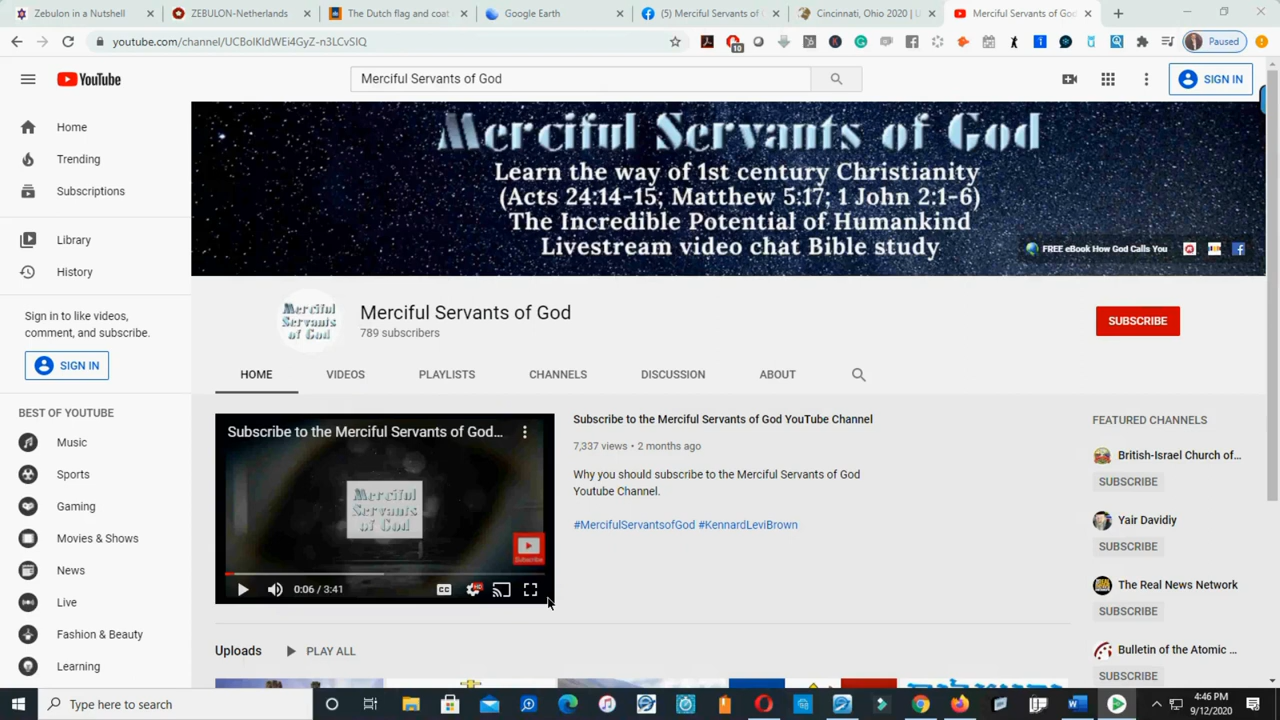 Zebulon in a Nutshell
ZEBULON-Netherlands
The Dutch flag and coat
Google Earth
(5) Merciful Servants of
Cincinnati, Ohio 2020 |
Merciful Servants of God
youtube.com/channel/UCBolKIdWEi4GyZ-n3LCvSIQ
10
Paused
YouTube
Merciful Servants of God
SIGN IN
Merciful Servants of God
Learn the way of 1st century Christianity
(Acts 24:14-15; Matthew 5:17; 1 John 2:1-6)
The Incredible Potential of Humankind
Livestream video chat Bible study
FREE eBook How God Calls You
Home
Trending
Subscriptions
Library
History
Sign in to like videos,
comment, and subscribe.
SIGN IN
BEST OF YOUTUBE
Music
Sports
Gaming
Movies & Shows
News
Live
Fashion & Beauty
Learning
Merciful
Servants
of God
Merciful Servants of God
789 subscribers
SUBSCRIBE
HOME
VIDEOS
PLAYLISTS
CHANNELS
DISCUSSION
ABOUT
Subscribe to the Merciful Servants of God...
Merciful
Servants
of God
Subscribe
0:06 / 3:41
CC
HD
Subscribe to the Merciful Servants of God YouTube Channel
7,337 views • 2 months ago
Why you should subscribe to the Merciful Servants of God
Youtube Channel.
#MercifulServantsofGod #KennardLeviBrown
FEATURED CHANNELS
British-Israel Church of...
SUBSCRIBE
Yair Davidiy
SUBSCRIBE
The Real News Network
SUBSCRIBE
Bulletin of the Atomic ...
SUBSCRIBE
Uploads
PLAY ALL
Type here to search
4:46 PM
9/12/2020